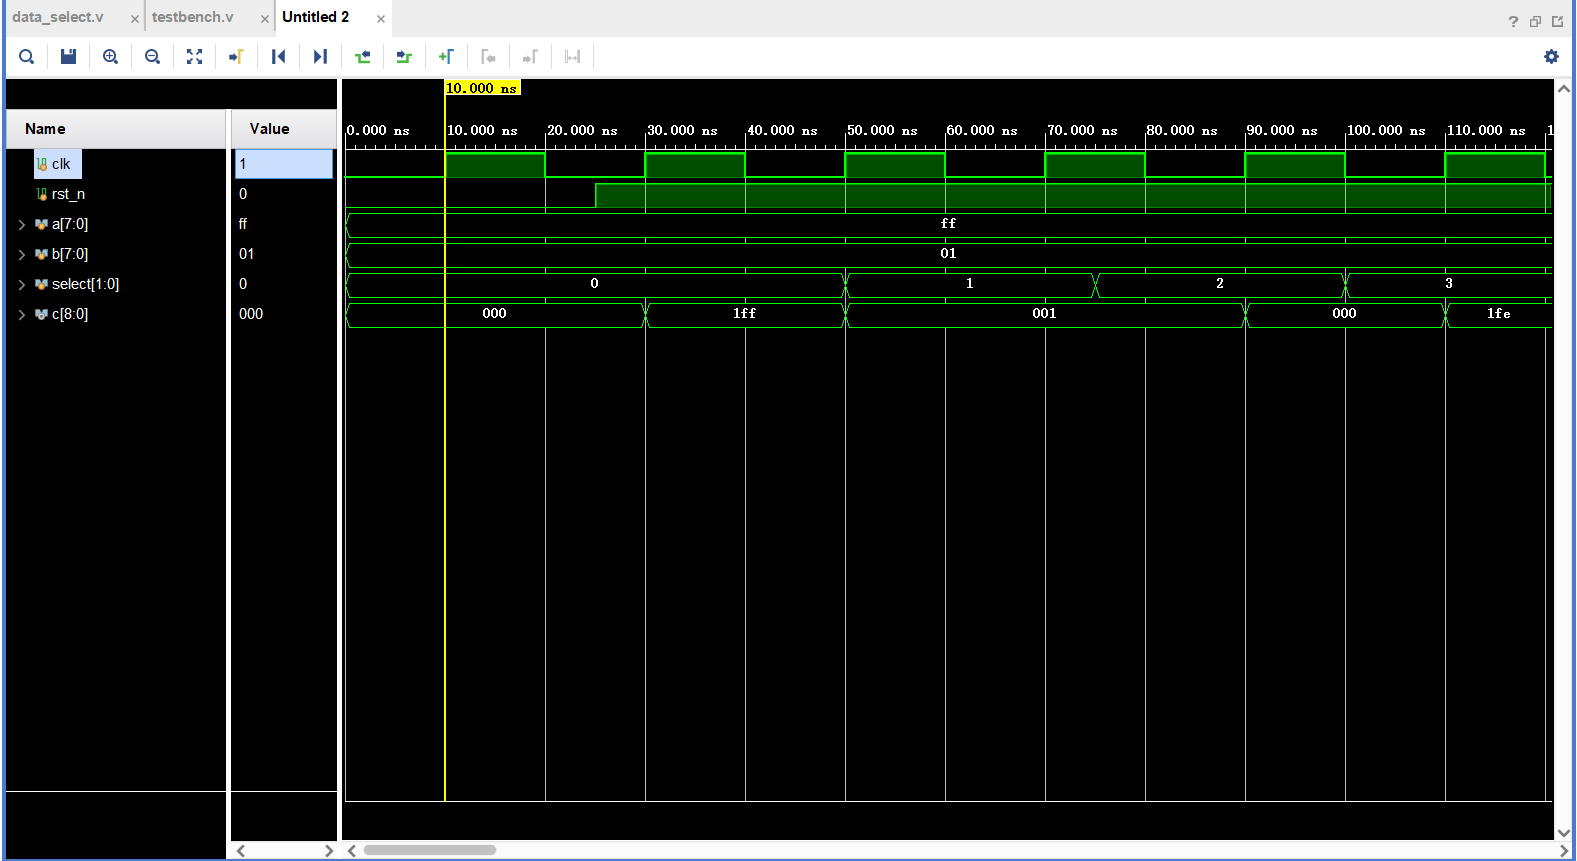 data_select.v × testbench.v × Untitled 2 ×
10.000 ns
Name Value
0.000 ns 10.000 ns 20.000 ns 30.000 ns 40.000 ns 50.000 ns 60.000 ns 70.000 ns 80.000 ns 90.000 ns 100.000 ns 110.000 ns 1
clk 1
rst_n 0
a[7:0] ff ff
b[7:0] 01 01
select[1:0] 0 0 1 2 3
c[8:0] 000 000 1ff 001 000 1fe